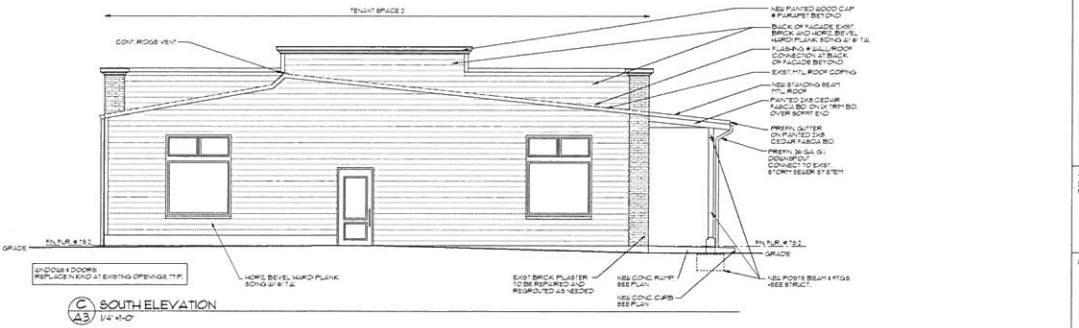 TENANT SPACE 2
NEW PAINTED WOOD CAP
@ PARAPET BEYOND
BACK OF FACADE EXIST.
BRICK AND HORIZ. BEVEL
HARDI PLANK SIDING W/ 6" T.W.
FLASHING @ WALL/ROOF
CONNECTION AT BACK
OF FACADE BEYOND
EXIST. MTL ROOF COPING
NEW STANDING SEAM
MTL ROOF
PAINTED 2X8 CEDAR
FASCIA BD. ON 1X TRIM BD.
OVER SOFFIT END
PREFIN. GUTTER
ON PAINTED 2X8
CEDAR FASCIA BD.
PREFIN. 26 GA. G.I.
DOWNSPOUT
CONNECT TO EXIST.
STORM SEWER SYSTEM
CONT. RIDGE VENT
FIN. FLR. @ 76.2
GRADE
FIN. FLR. @ 76.2
GRADE
WINDOWS & DOORS:
REPLACE IN KIND AT EXISTING OPENINGS, TYP.
HORIZ. BEVEL HARDI PLANK
SIDING W/ 6" T.W.
EXIST BRICK PILASTER
TO BE REPAIRED AND
REGROUTED AS NEEDED
NEW CONC. RAMP,
SEE PLAN
NEW CONC. CURB
SEE PLAN
NEW POSTS BEAM & FTGS
-SEE STRUCT.
C
A3
SOUTH ELEVATION
1/4"=1'-0"